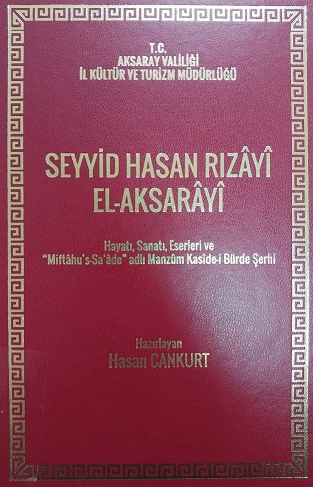 T.C.
AKSARAY VALİLİĞİ
İL KÜLTÜR VE TURİZM MÜDÜRLÜĞÜ
SEYYİD HASAN RIZÂYÎ
EL-AKSARÂYÎ
Hayatı, Sanatı, Eserleri ve
"Miftâhu's-Sa'âde" adlı Manzûm Kasîde-i Bürde Şerhi
Hazırlayan
Hasan CANKURT